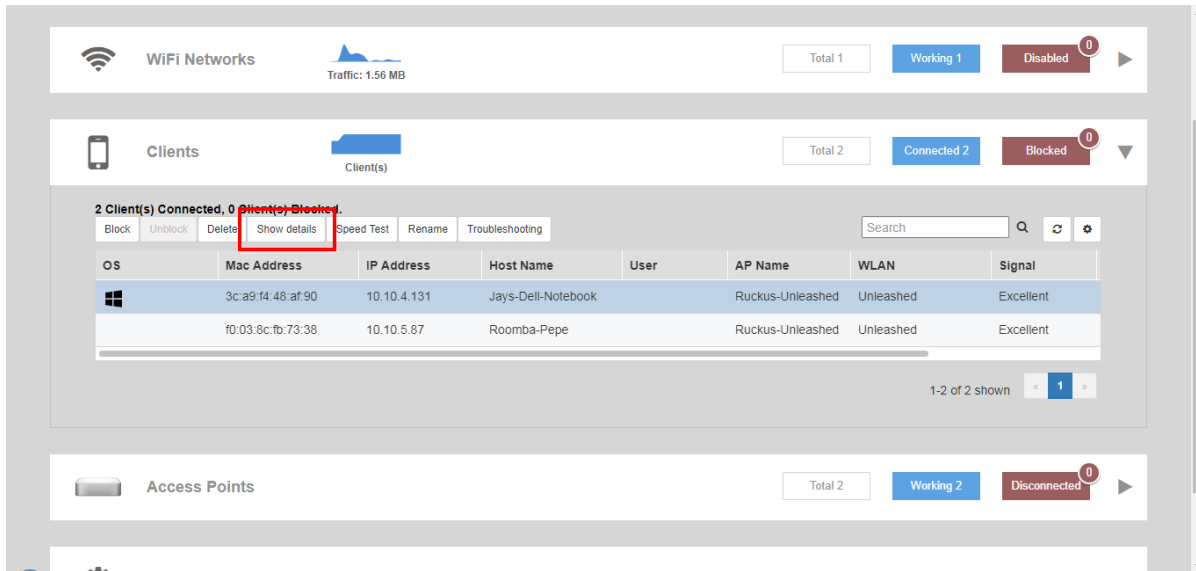 WiFi Networks
Traffic: 1.56 MB
Total 1
Working 1
Disabled
0
Clients
Client(s)
Total 2
Connected 2
Blocked
0
2 Client(s) Connected, 0 Client(s) Blocked.
Block Unblock Delete Show details Speed Test Rename Troubleshooting
Search
OS Mac Address IP Address Host Name User AP Name WLAN Signal
3c:a9:f4:48:af:90 10.10.4.131 Jays-Dell-Notebook Ruckus-Unleashed Unleashed Excellent
f0:03:8c:fb:73:38 10.10.5.87 Roomba-Pepe Ruckus-Unleashed Unleashed Excellent
1-2 of 2 shown « 1 »
Access Points
Total 2
Working 2
Disconnected
0